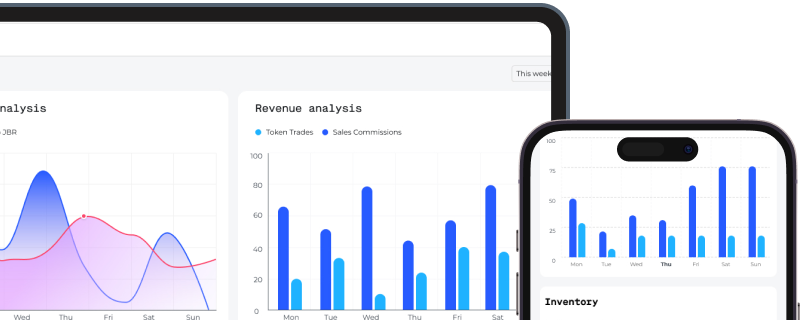 This week
nalysis
JBR
Wed Thu Fri Sat Sun
Revenue analysis
Token Trades Sales Commissions
100
80
60
40
20
0
Mon Tue Wed Thu Fri Sat
100
75
50
25
0
Mon Tue Wed Thu Fri Sat Sun
Inventory